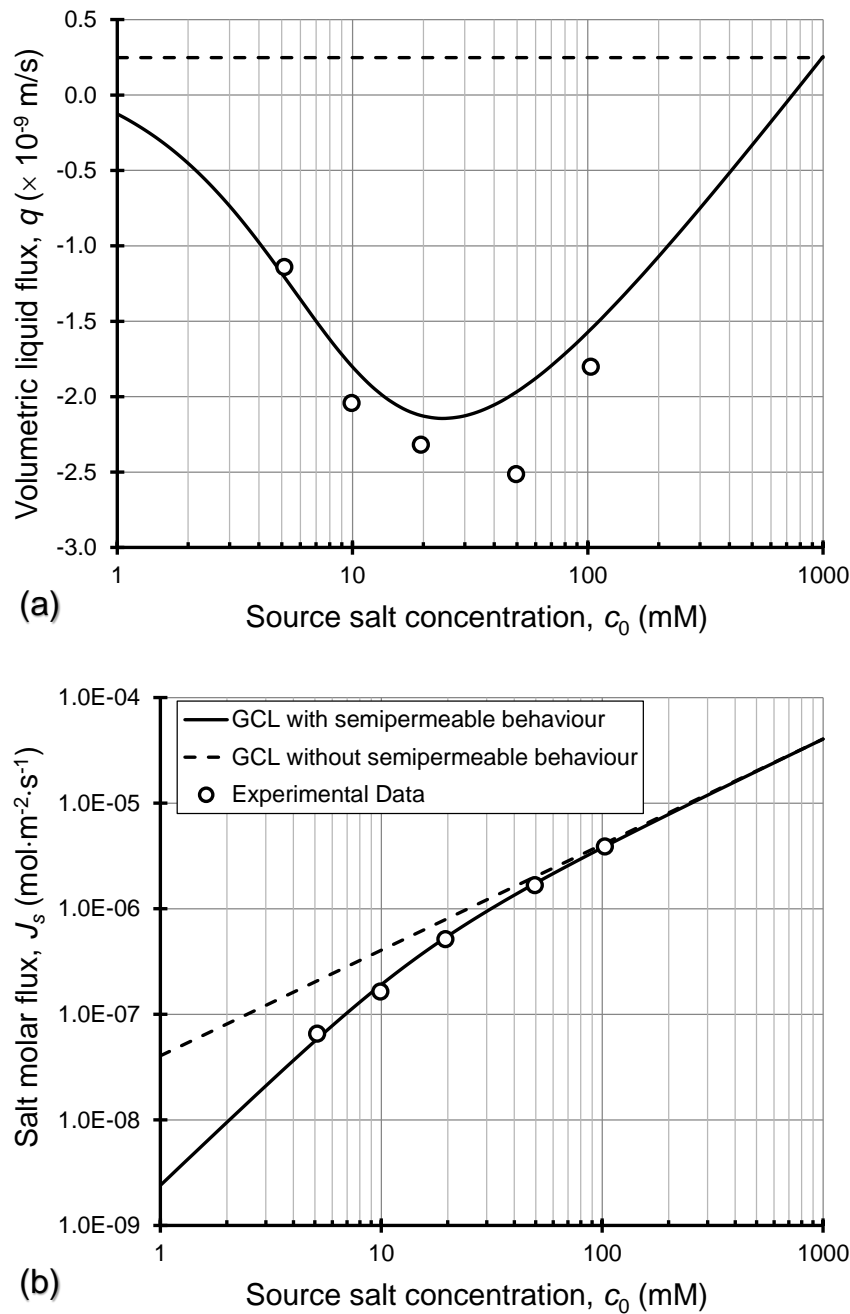 0.5
0.0
-0.5
-1.0
-1.5
-2.0
-2.5
-3.0
Volumetric liquid flux, q (× 10-9 m/s)
1 10 100 1000
(a)
Source salt concentration, c0 (mM)
1.0E-04
1.0E-05
1.0E-06
1.0E-07
1.0E-08
1.0E-09
Salt molar flux, Js (mol·m-2·s-1)
GCL with semipermeable behaviour
GCL without semipermeable behaviour
Experimental Data
1 10 100 1000
(b)
Source salt concentration, c0 (mM)